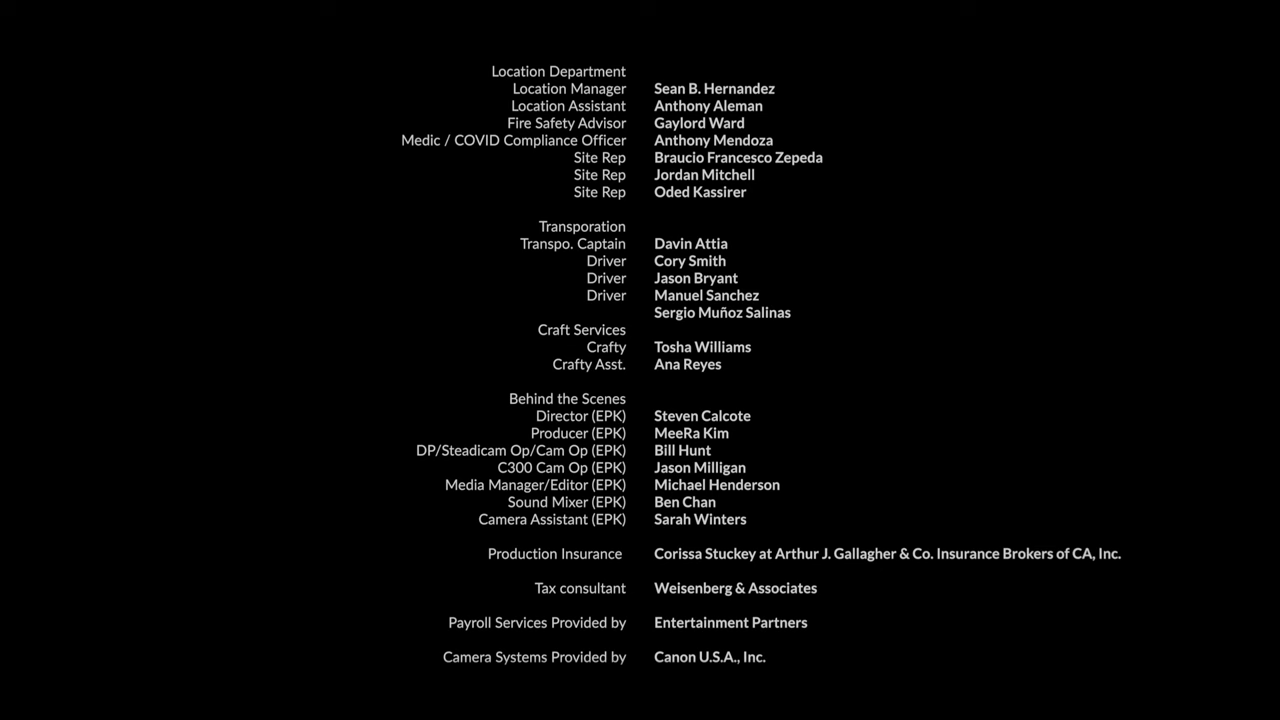 Location Department
Location Manager Sean B. Hernandez
Location Assistant Anthony Aleman
Fire Safety Advisor Gaylord Ward
Medic / COVID Compliance Officer Anthony Mendoza
Site Rep Braucio Francesco Zepeda
Site Rep Jordan Mitchell
Site Rep Oded Kassirer
Transporation
Transpo. Captain Davin Attia
Driver Cory Smith
Driver Jason Bryant
Driver Manuel Sanchez
Sergio Muñoz Salinas
Craft Services
Crafty Tosha Williams
Crafty Asst. Ana Reyes
Behind the Scenes
Director (EPK) Steven Calcote
Producer (EPK) MeeRa Kim
DP/Steadicam Op/Cam Op (EPK) Bill Hunt
C300 Cam Op (EPK) Jason Milligan
Media Manager/Editor (EPK) Michael Henderson
Sound Mixer (EPK) Ben Chan
Camera Assistant (EPK) Sarah Winters
Production Insurance Corissa Stuckey at Arthur J. Gallagher & Co. Insurance Brokers of CA, Inc.
Tax consultant Weisenberg & Associates
Payroll Services Provided by Entertainment Partners
Camera Systems Provided by Canon U.S.A., Inc.